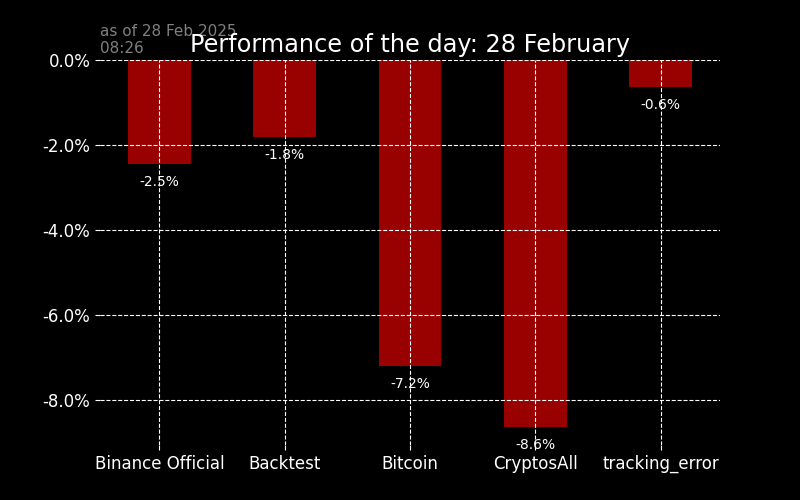 as of 28 Feb 2025
08:26
Performance of the day: 28 February
0.0%
-2.0%
-4.0%
-6.0%
-8.0%
-2.5%
-1.8%
-7.2%
-8.6%
-0.6%
Binance Official
Backtest
Bitcoin
CryptosAll
tracking_error